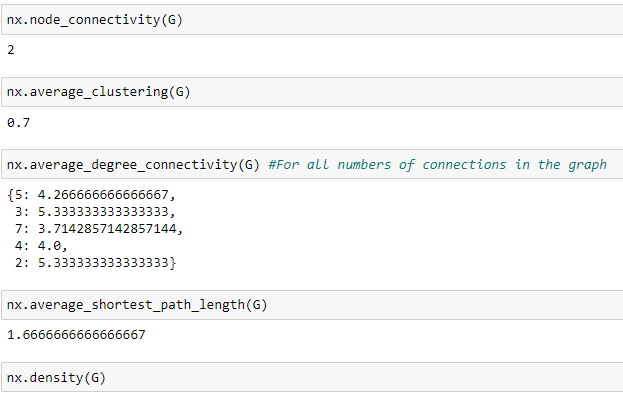 nx.node_connectivity(G)
2
nx.average_clustering(G)
0.7
nx.average_degree_connectivity(G) #For all numbers of connections in the graph
{5: 4.266666666666667,
3: 5.333333333333333,
7: 3.7142857142857144,
4: 4.0,
2: 5.333333333333333}
nx.average_shortest_path_length(G)
1.6666666666666667
nx.density(G)